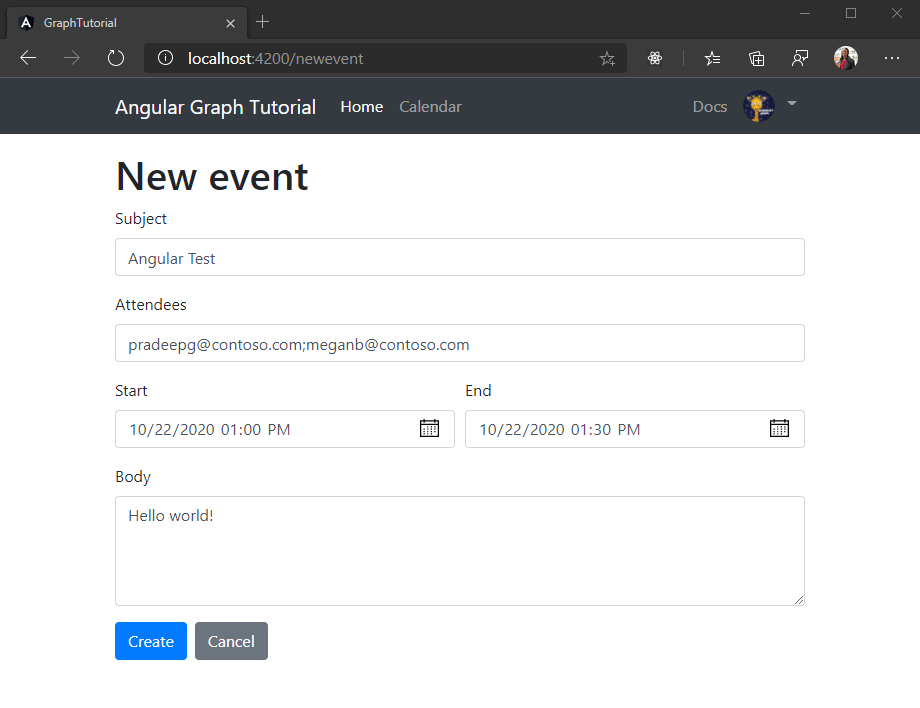 GraphTutorial
localhost:4200/newevent
Angular Graph Tutorial Home Calendar Docs
New event
Subject
Angular Test
Attendees
pradeepg@contoso.com;meganb@contoso.com
Start End
10/22/2020 01:00 PM 10/22/2020 01:30 PM
Body
Hello world!
Create Cancel